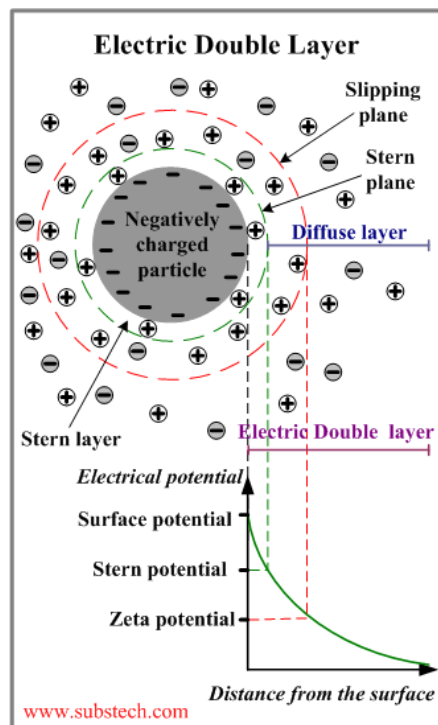 Electric Double Layer
Slipping
plane
Stern
plane
Negatively
charged
particle
Diffuse layer
Stern layer
Electric Double layer
Electrical potential
Surface potential
Stern potential
Zeta potential
Distance from the surface
www.substech.com